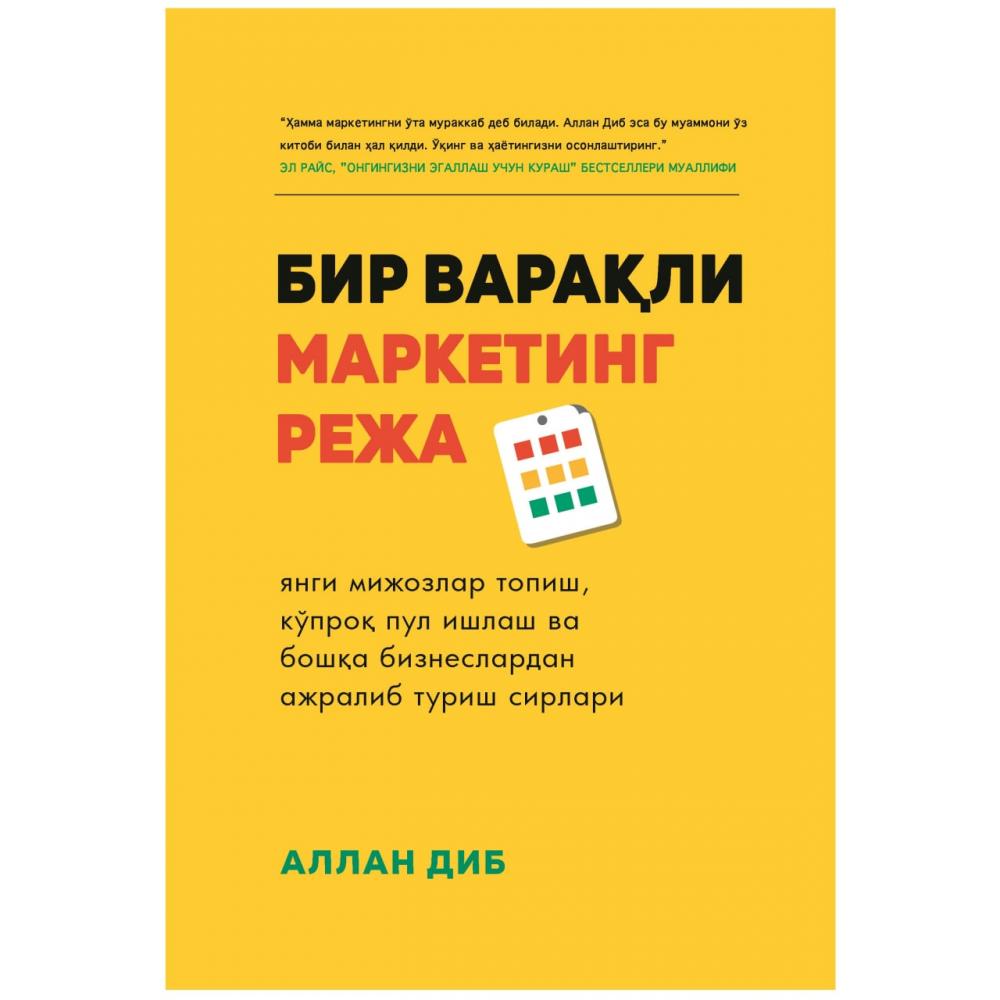 “Ҳамма маркетингни ўта мураккаб деб билади. Аллан Диб эса бу муаммони ўз
китоби билан ҳал қилди. Ўқинг ва ҳаётингизни осонлаштиринг.”
ЭЛ РАЙС, "ОНГИНГИЗНИ ЭГАЛЛАШ УЧУН КУРАШ" БЕСТСЕЛЛЕРИ МУАЛЛИФИ
БИР ВАРАҚЛИ
МАРКЕТИНГ
РЕЖА
янги мижозлар топиш,
кўпроқ пул ишлаш ва
бошқа бизнеслардан
ажралиб туриш сирлари
АЛЛАН ДИБ